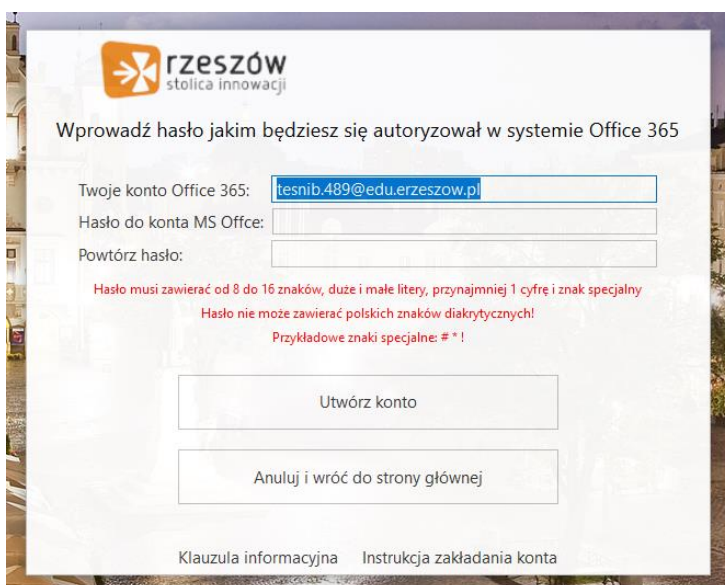 rzeszów
stolica innowacji
Wprowadź hasło jakim będziesz się autoryzował w systemie Office 365
Twoje konto Office 365: tesnib.489@edu.erzeszow.pl
Hasło do konta MS Offce:
Powtórz hasło:
Hasło musi zawierać od 8 do 16 znaków, duże i małe litery, przynajmniej 1 cyfrę i znak specjalny
Hasło nie może zawierać polskich znaków diakrytycznych!
Przykładowe znaki specjalne: # * !
Utwórz konto
Anuluj i wróć do strony głównej
Klauzula informacyjna Instrukcja zakładania konta